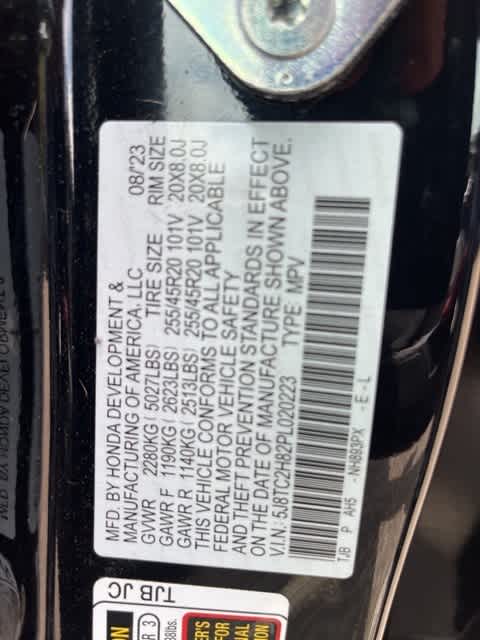 MFD. BY HONDA DEVELOPMENT &
MANUFACTURING OF AMERICA, LLC 08/'23
GVWR 2280KG ( 5027LBS) TIRE SIZE / RIM SIZE
GAWR F 1190KG ( 2623LBS) 255/45R20 101V 20X8.0J
GAWR R 1140KG ( 2513LBS) 255/45R20 101V 20X8.0J
THIS VEHICLE CONFORMS TO ALL APPLICABLE
FEDERAL MOTOR VEHICLE SAFETY
AND THEFT PREVENTION STANDARDS IN EFFECT
ON THE DATE OF MANUFACTURE SHOWN ABOVE.
V.I.N.: 5J8TC2H82PL020223 TYPE: MPV
TJB P AH5 -NH893PX - E - L
TJB JC